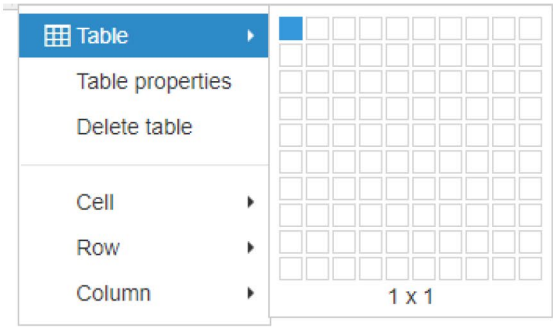 Table
Table properties
Delete table
Cell
Row
Column
1 x 1